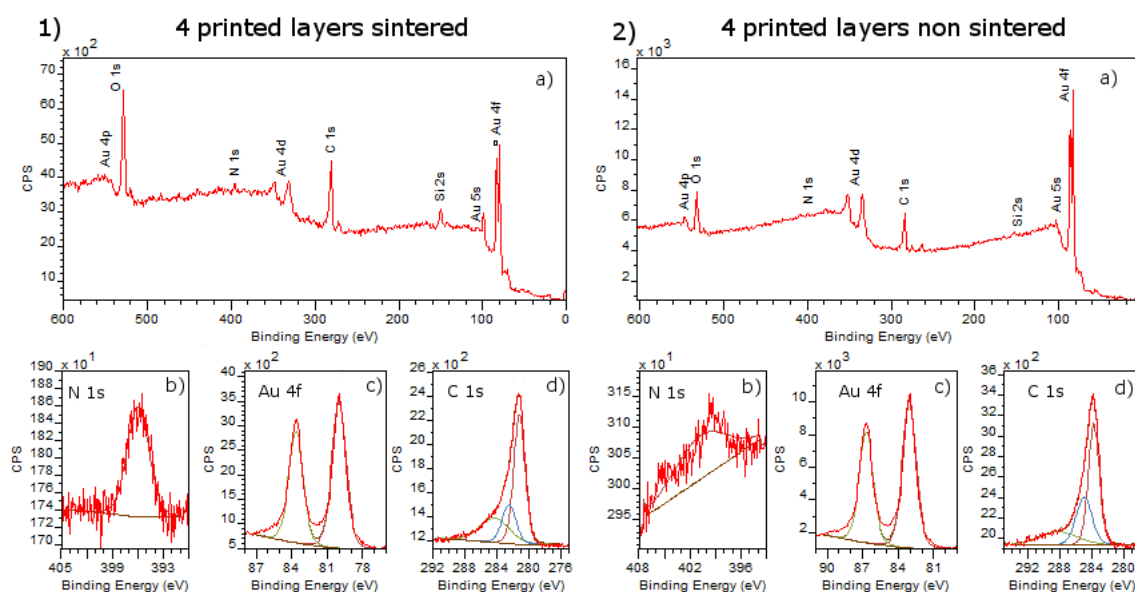 1) 4 printed layers sintered
x 10²
a)
70
50
30
10
CPS
Au 4p
O 1s
N 1s
Au 4d
C 1s
Si 2s
Au 5s
Au 4f
600 500 400 300 200 100 0
Binding Energy (eV)
x 10¹
N 1s
b)
190
188
186
184
182
180
178
176
174
172
170
CPS
405 399 393
Binding Energy (eV)
x 10²
Au 4f
c)
40
35
30
25
20
15
10
5
CPS
87 84 81 78
Binding Energy (eV)
x 10²
C 1s
d)
26
24
22
20
18
16
14
12
CPS
292 288 284 280 276
Binding Energy (eV)
2) 4 printed layers non sintered
x 10³
a)
16
14
12
10
8
6
4
2
CPS
Au 4p
O 1s
N 1s
Au 4d
C 1s
Si 2s
Au 5s
Au 4f
600 500 400 300 200 100
Binding Energy (eV)
x 10¹
N 1s
b)
315
310
305
300
295
CPS
408 402 396
Binding Energy (eV)
x 10³
Au 4f
c)
10
8
6
4
2
CPS
90 87 84 81
Binding Energy (eV)
x 10²
C 1s
d)
36
34
32
30
28
26
24
22
20
CPS
292 288 284 280
Binding Energy (eV)